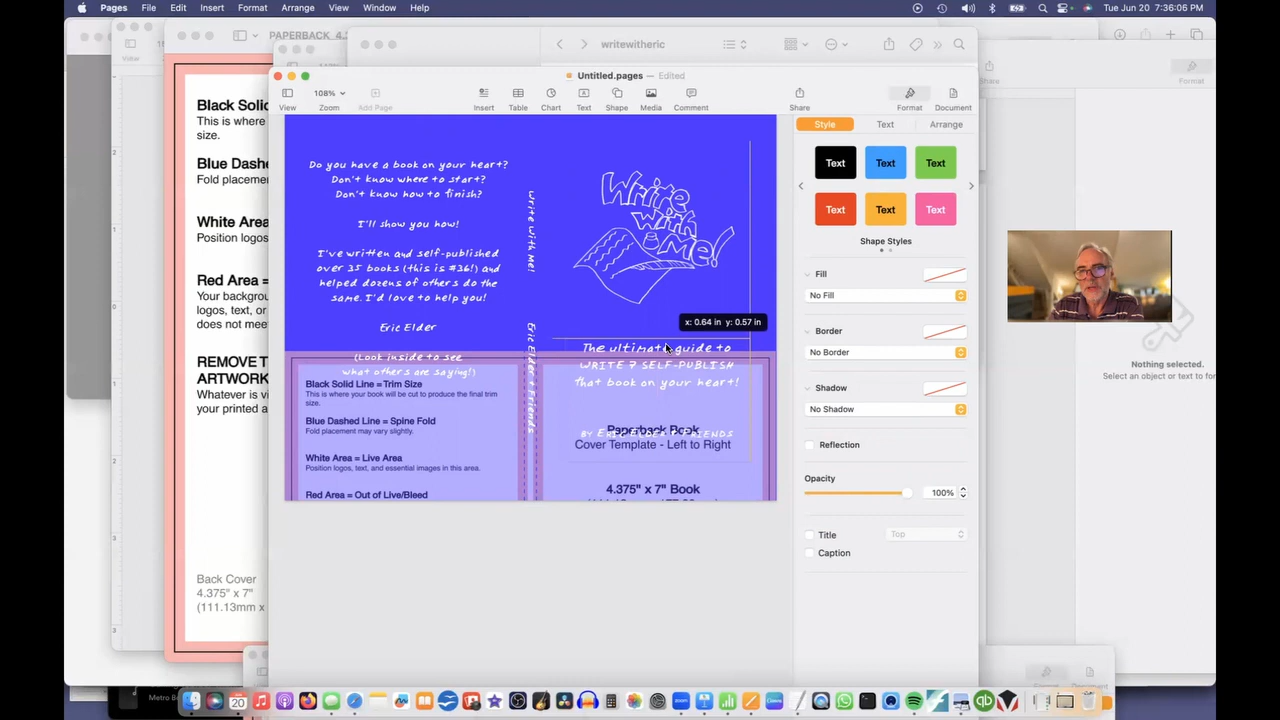 Pages File Edit Insert Format Arrange View Window Help
Tue Jun 20 7:36:06 PM
PAPERBACK_4.
writewitheric
Untitled.pages — Edited
108%
View Zoom Add Page Insert Table Chart Text Shape Media Comment Share Format Document
Share
Format
Black Solid
This is where
size.
Blue Dashed
Fold placemen
White Area =
Position logos
Red Area =
Your backgrou
logos, text, or
does not meet
REMOVE T
ARTWORK
Whatever is vi
your printed a
Back Cover
4.375" x 7"
(111.13mm x
Do you have a book on your heart?
Don't know where to start?
Don't know how to finish?
I'll show you how!
I've written and self-published
over 35 books (this is #36!) and
helped dozens of others do the
same. I'd love to help you!
Eric Elder
(Look inside to see
what others are saying!)
Write With Me!
Eric Elder & Friends
Write
with
Me!
x: 0.64 in y: 0.57 in
The ultimate guide to
WRITE & SELF-PUBLISH
that book on your heart!
BY ERIC ELDER & FRIENDS
Black Solid Line = Trim Size
This is where your book will be cut to produce the final trim
size.
Blue Dashed Line = Spine Fold
Fold placement may vary slightly.
White Area = Live Area
Position logos, text, and essential images in this area.
Red Area = Out of Live/Bleed
Paperback Book
Cover Template - Left to Right
4.375" x 7" Book
Style Text Arrange
Text Text Text
Text Text Text
Shape Styles
Fill
No Fill
Border
No Border
Shadow
No Shadow
Reflection
Opacity
100%
Title
Top
Caption
Nothing selected.
Select an object or text to for
Metro Bo
20